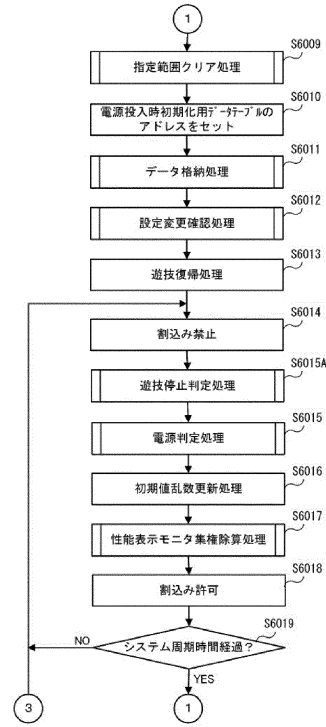 1
S6009
指定範囲クリア処理
S6010
電源投入時初期化用ﾃﾞｰﾀﾃｰﾌﾞﾙの
アドレスをセット
S6011
データ格納処理
S6012
設定変更確認処理
S6013
遊技復帰処理
S6014
割込み禁止
S6015A
遊技停止判定処理
S6015
電源判定処理
S6016
初期値乱数更新処理
S6017
性能表示モニタ集権除算処理
S6018
割込み許可
S6019
システム周期時間経過？
NO
YES
3
1